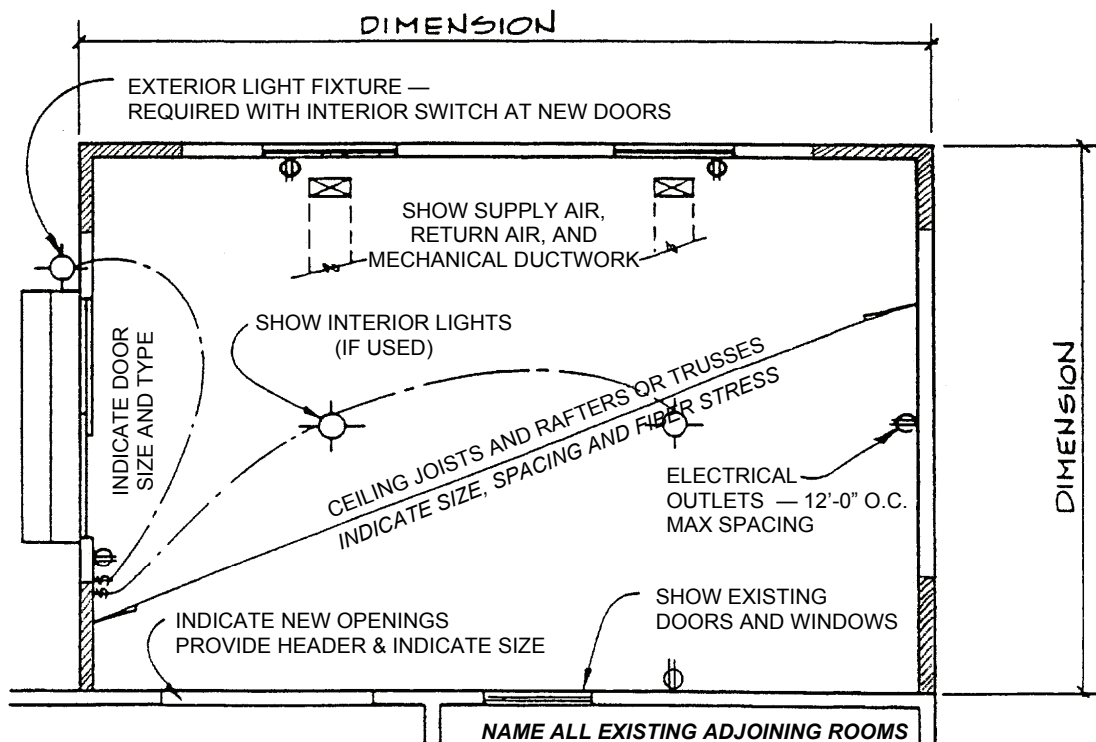 DIMENSION
EXTERIOR LIGHT FIXTURE —
REQUIRED WITH INTERIOR SWITCH AT NEW DOORS
SHOW SUPPLY AIR,
RETURN AIR, AND
MECHANICAL DUCTWORK
INDICATE DOOR
SIZE AND TYPE
SHOW INTERIOR LIGHTS
(IF USED)
CEILING JOISTS AND RAFTERS OR TRUSSES
INDICATE SIZE, SPACING AND FIBER STRESS
DIMENSION
ELECTRICAL
OUTLETS — 12'-0" O.C.
MAX SPACING
$$
INDICATE NEW OPENINGS
PROVIDE HEADER & INDICATE SIZE
SHOW EXISTING
DOORS AND WINDOWS
NAME ALL EXISTING ADJOINING ROOMS